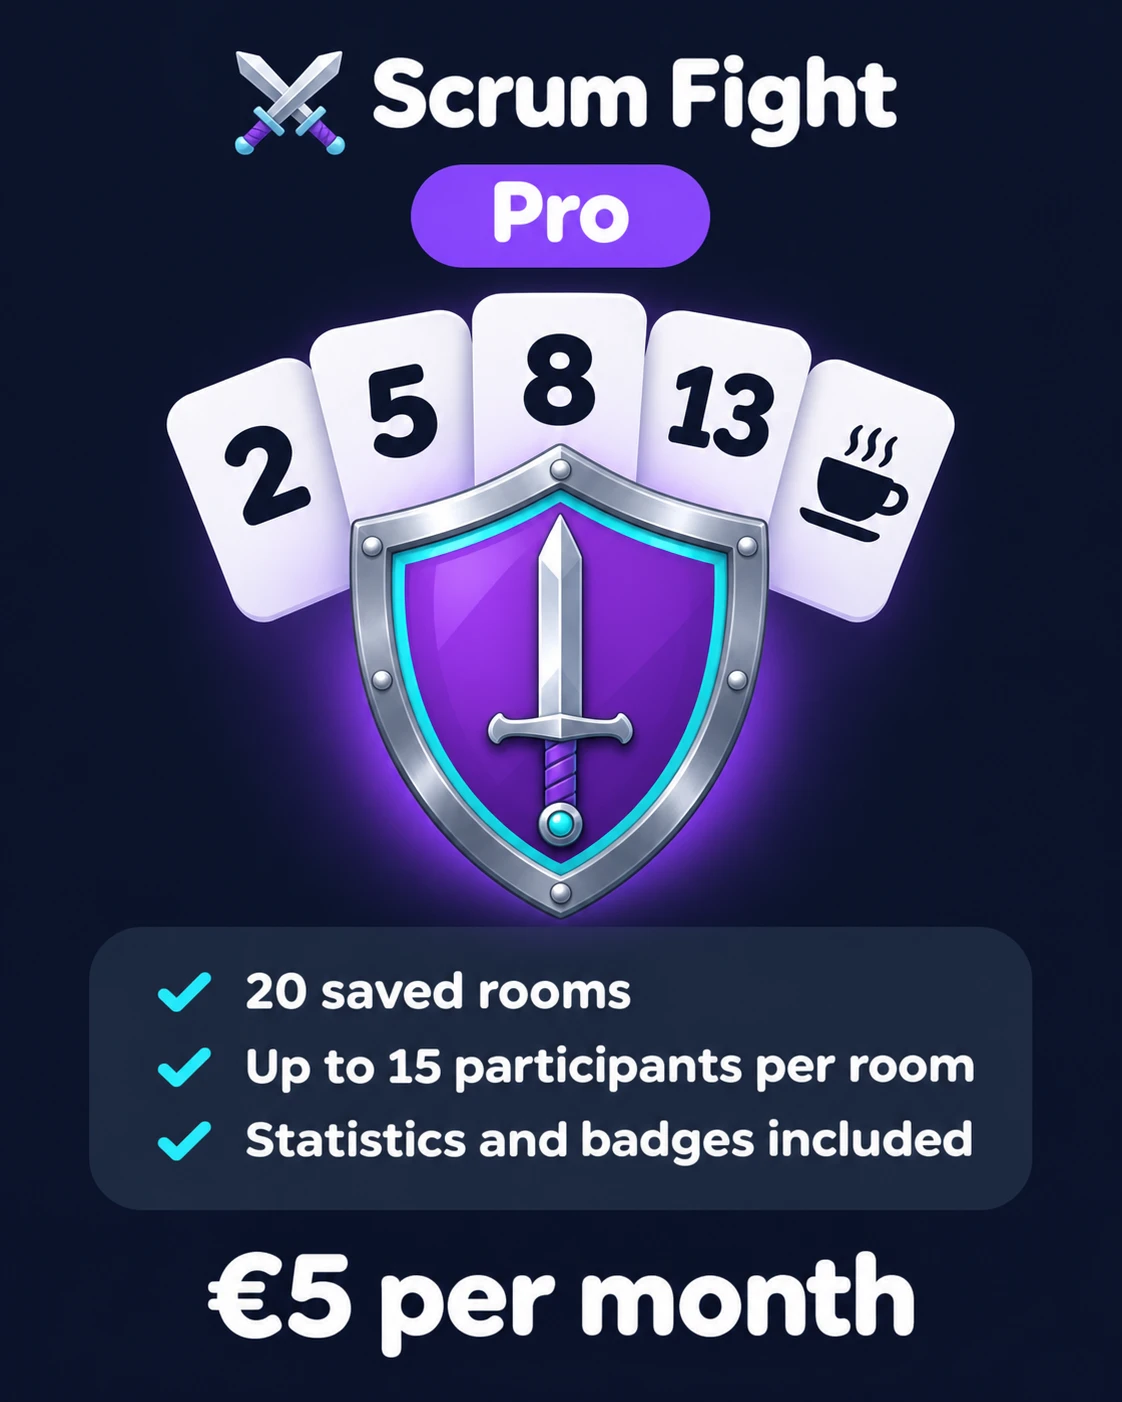 Scrum Fight
Pro
2
5
8
13
20 saved rooms
Up to 15 participants per room
Statistics and badges included
€5 per month